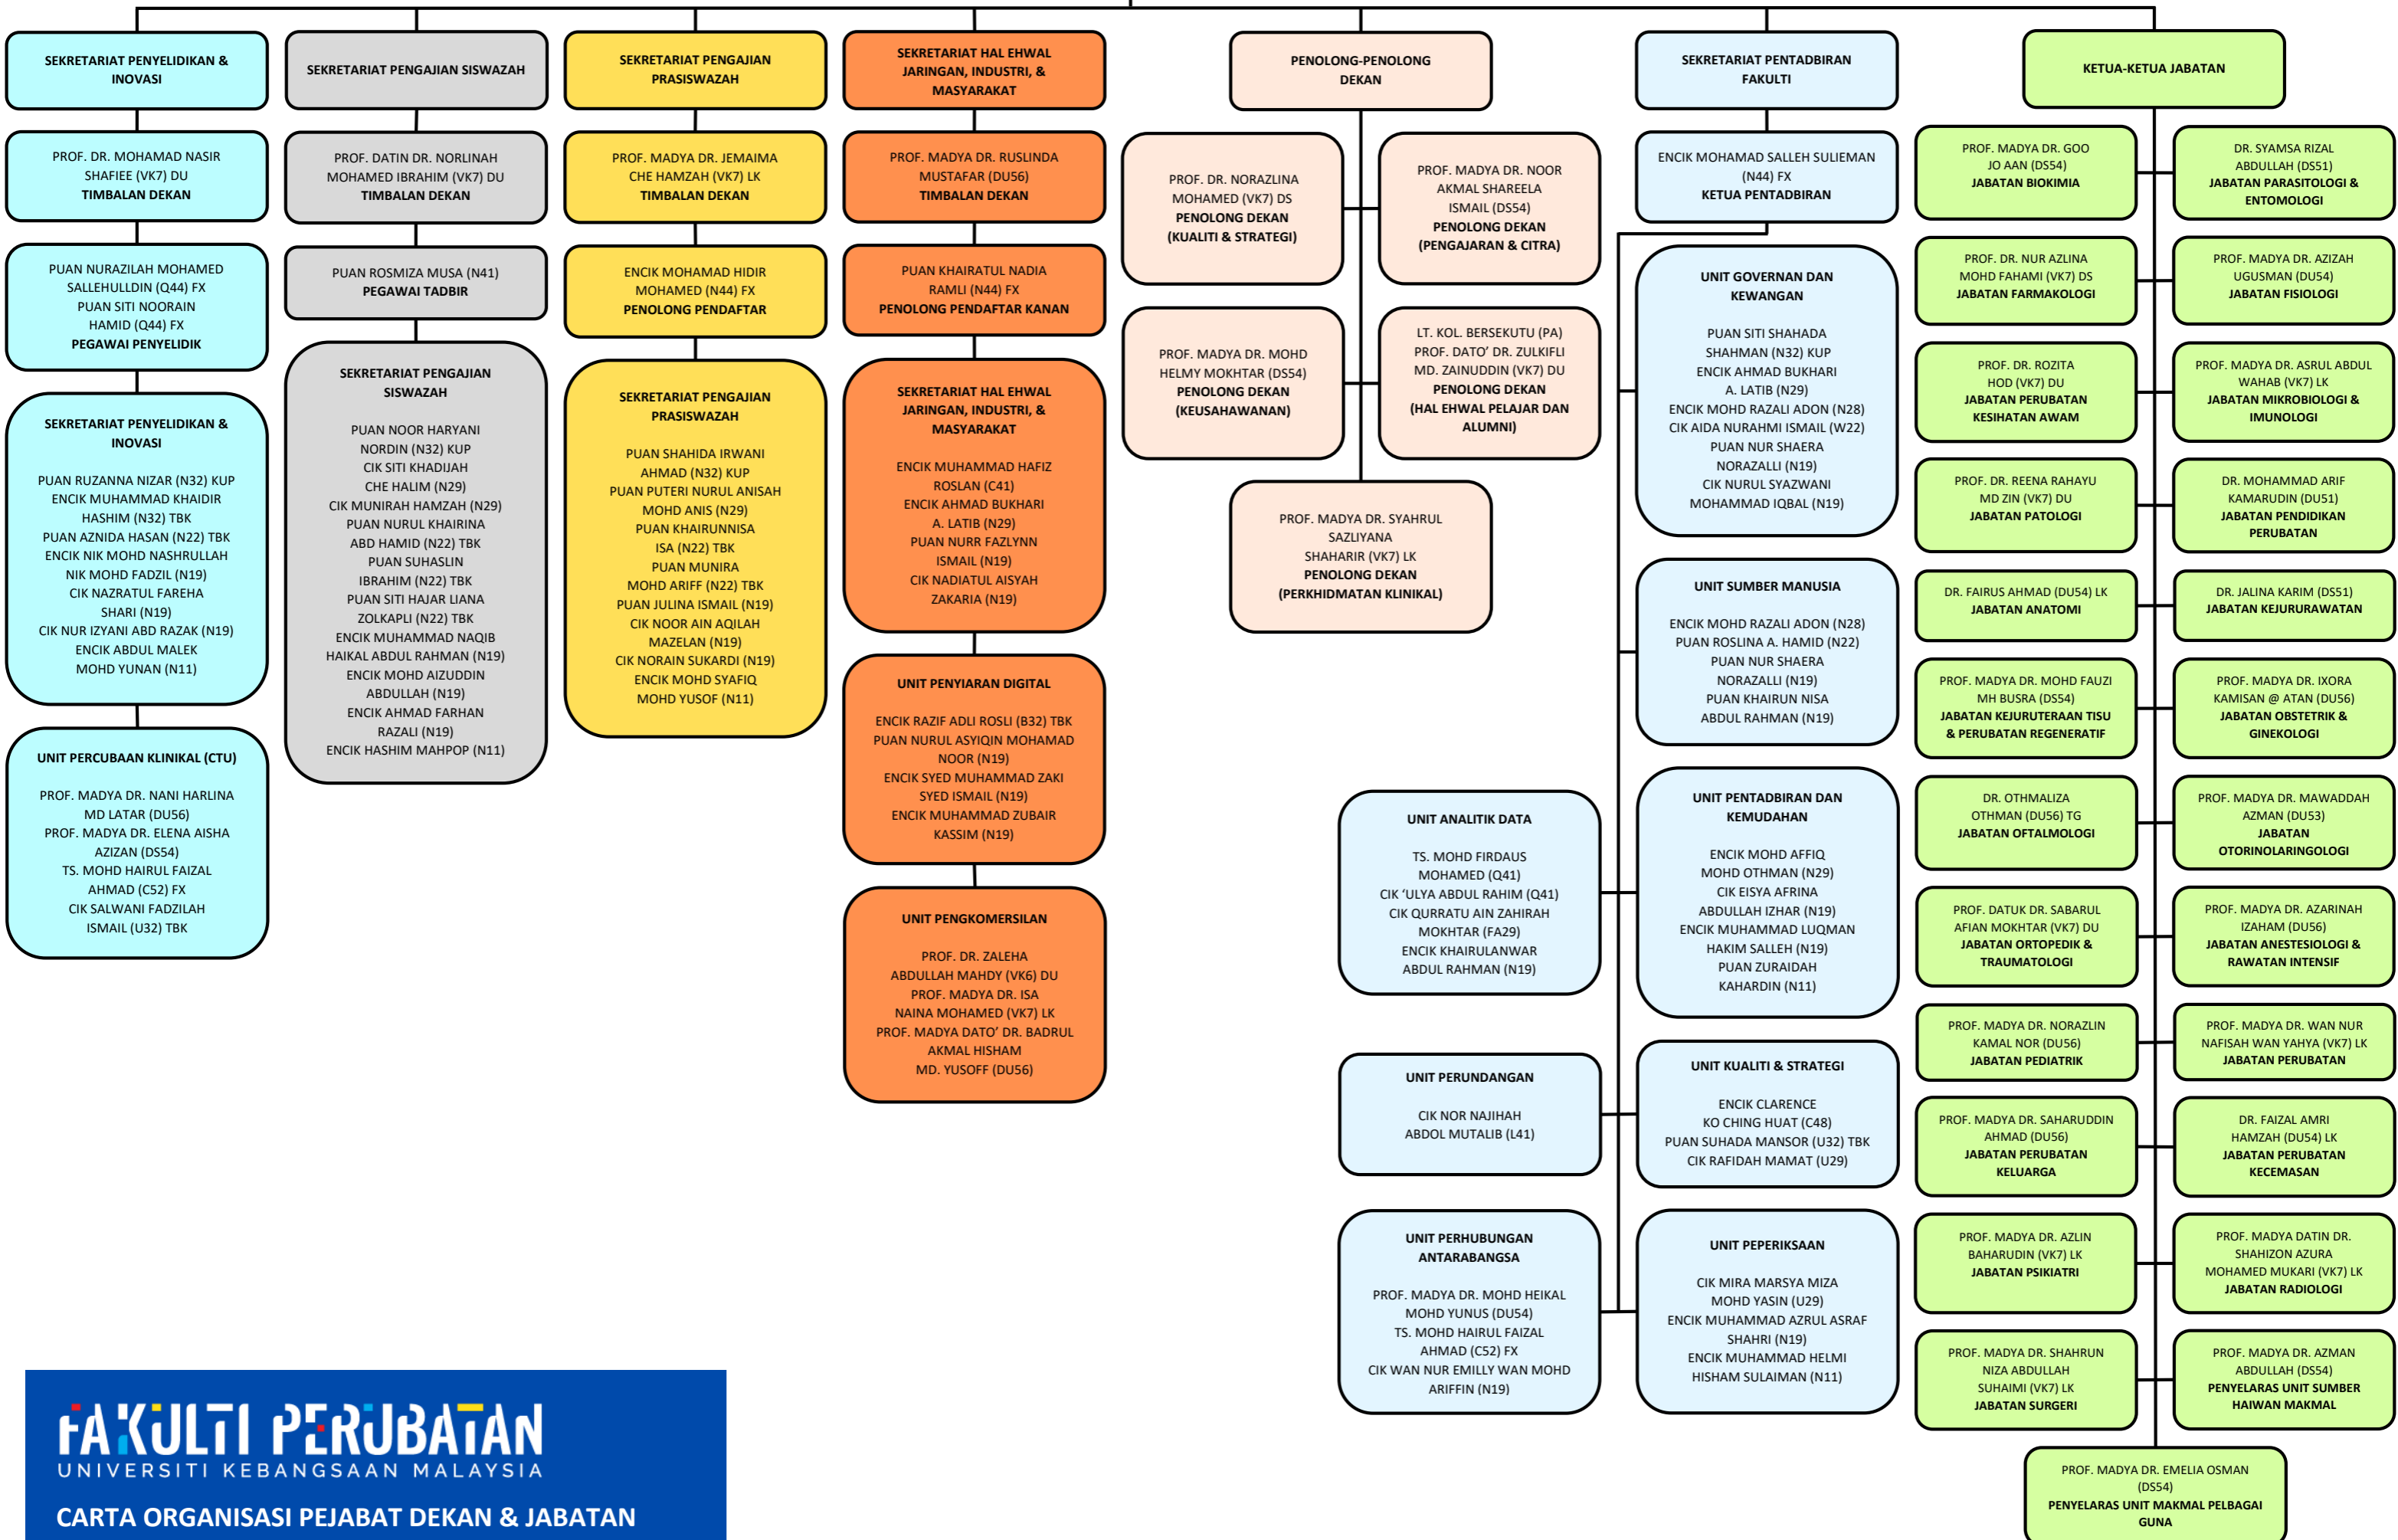 SEKRETARIAT PENYELIDIKAN &
INOVASI
PROF. DR. MOHAMAD NASIR
SHAFIEE (VK7) DU
TIMBALAN DEKAN
PUAN NURAZILAH MOHAMED
SALLEHULLDIN (Q44) FX
PUAN SITI NOORAIN
HAMID (Q44) FX
PEGAWAI PENYELIDIK
SEKRETARIAT PENYELIDIKAN &
INOVASI
PUAN RUZANNA NIZAR (N32) KUP
ENCIK MUHAMMAD KHAIDIR
HASHIM (N32) TBK
PUAN AZNIDA HASAN (N22) TBK
ENCIK NIK MOHD NASHRULLAH
NIK MOHD FADZIL (N19)
CIK NAZRATUL FAREHA
SHARI (N19)
CIK NUR IZYANI ABD RAZAK (N19)
ENCIK ABDUL MALEK
MOHD YUNAN (N11)
UNIT PERCUBAAN KLINIKAL (CTU)
PROF. MADYA DR. NANI HARLINA
MD LATAR (DU56)
PROF. MADYA DR. ELENA AISHA
AZIZAN (DS54)
TS. MOHD HAIRUL FAIZAL
AHMAD (C52) FX
CIK SALWANI FADZILAH
ISMAIL (U32) TBK
SEKRETARIAT PENGAJIAN SISWAZAH
PROF. DATIN DR. NORLINAH
MOHAMED IBRAHIM (VK7) DU
TIMBALAN DEKAN
PUAN ROSMIZA MUSA (N41)
PEGAWAI TADBIR
SEKRETARIAT PENGAJIAN
SISWAZAH
PUAN NOOR HARYANI
NORDIN (N32) KUP
CIK SITI KHADIJAH
CHE HALIM (N29)
CIK MUNIRAH HAMZAH (N29)
PUAN NURUL KHAIRINA
ABD HAMID (N22) TBK
PUAN SUHASLIN
IBRAHIM (N22) TBK
PUAN SITI HAJAR LIANA
ZOLKAPLI (N22) TBK
ENCIK MUHAMMAD NAQIB
HAIKAL ABDUL RAHMAN (N19)
ENCIK MOHD AIZUDDIN
ABDULLAH (N19)
ENCIK AHMAD FARHAN
RAZALI (N19)
ENCIK HASHIM MAHPOP (N11)
SEKRETARIAT PENGAJIAN
PRASISWAZAH
PROF. MADYA DR. JEMAIMA
CHE HAMZAH (VK7) LK
TIMBALAN DEKAN
ENCIK MOHAMAD HIDIR
MOHAMED (N44) FX
PENOLONG PENDAFTAR
SEKRETARIAT PENGAJIAN
PRASISWAZAH
PUAN SHAHIDA IRWANI
AHMAD (N32) KUP
PUAN PUTERI NURUL ANISAH
MOHD ANIS (N29)
PUAN KHAIRUNNISA
ISA (N22) TBK
PUAN MUNIRA
MOHD ARIFF (N22) TBK
PUAN JULINA ISMAIL (N19)
CIK NOOR AIN AQILAH
MAZELAN (N19)
CIK NORAIN SUKARDI (N19)
ENCIK MOHD SYAFIQ
MOHD YUSOF (N11)
SEKRETARIAT HAL EHWAL
JARINGAN, INDUSTRI, &
MASYARAKAT
PROF. MADYA DR. RUSLINDA
MUSTAFAR (DU56)
TIMBALAN DEKAN
PUAN KHAIRATUL NADIA
RAMLI (N44) FX
PENOLONG PENDAFTAR KANAN
SEKRETARIAT HAL EHWAL
JARINGAN, INDUSTRI, &
MASYARAKAT
ENCIK MUHAMMAD HAFIZ
ROSLAN (C41)
ENCIK AHMAD BUKHARI
A. LATIB (N29)
PUAN NURR FAZLYNN
ISMAIL (N19)
CIK NADIATUL AISYAH
ZAKARIA (N19)
UNIT PENYIARAN DIGITAL
ENCIK RAZIF ADLI ROSLI (B32) TBK
PUAN NURUL ASYIQIN MOHAMAD
NOOR (N19)
ENCIK SYED MUHAMMAD ZAKI
SYED ISMAIL (N19)
ENCIK MUHAMMAD ZUBAIR
KASSIM (N19)
UNIT PENGKOMERSILAN
PROF. DR. ZALEHA
ABDULLAH MAHDY (VK6) DU
PROF. MADYA DR. ISA
NAINA MOHAMED (VK7) LK
PROF. MADYA DATO’ DR. BADRUL
AKMAL HISHAM
MD. YUSOFF (DU56)
PENOLONG-PENOLONG
DEKAN
PROF. DR. NORAZLINA
MOHAMED (VK7) DS
PENOLONG DEKAN
(KUALITI & STRATEGI)
PROF. MADYA DR. NOOR
AKMAL SHAREELA
ISMAIL (DS54)
PENOLONG DEKAN
(PENGAJARAN & CITRA)
PROF. MADYA DR. MOHD
HELMY MOKHTAR (DS54)
PENOLONG DEKAN
(KEUSAHAWANAN)
LT. KOL. BERSEKUTU (PA)
PROF. DATO’ DR. ZULKIFLI
MD. ZAINUDDIN (VK7) DU
PENOLONG DEKAN
(HAL EHWAL PELAJAR DAN
ALUMNI)
PROF. MADYA DR. SYAHRUL
SAZLIYANA
SHAHARIR (VK7) LK
PENOLONG DEKAN
(PERKHIDMATAN KLINIKAL)
SEKRETARIAT PENTADBIRAN
FAKULTI
ENCIK MOHAMAD SALLEH SULIEMAN
(N44) FX
KETUA PENTADBIRAN
UNIT GOVERNAN DAN
KEWANGAN
PUAN SITI SHAHADA
SHAHMAN (N32) KUP
ENCIK AHMAD BUKHARI
A. LATIB (N29)
ENCIK MOHD RAZALI ADON (N28)
CIK AIDA NURAHMI ISMAIL (W22)
PUAN NUR SHAERA
NORAZALLI (N19)
CIK NURUL SYAZWANI
MOHAMMAD IQBAL (N19)
UNIT SUMBER MANUSIA
ENCIK MOHD RAZALI ADON (N28)
PUAN ROSLINA A. HAMID (N22)
PUAN NUR SHAERA
NORAZALLI (N19)
PUAN KHAIRUN NISA
ABDUL RAHMAN (N19)
UNIT ANALITIK DATA
TS. MOHD FIRDAUS
MOHAMED (Q41)
CIK ‘ULYA ABDUL RAHIM (Q41)
CIK QURRATU AIN ZAHIRAH
MOKHTAR (FA29)
ENCIK KHAIRULANWAR
ABDUL RAHMAN (N19)
UNIT PENTADBIRAN DAN
KEMUDAHAN
ENCIK MOHD AFFIQ
MOHD OTHMAN (N29)
CIK EISYA AFRINA
ABDULLAH IZHAR (N19)
ENCIK MUHAMMAD LUQMAN
HAKIM SALLEH (N19)
PUAN ZURAIDAH
KAHARDIN (N11)
UNIT PERUNDANGAN
CIK NOR NAJIHAH
ABDOL MUTALIB (L41)
UNIT KUALITI & STRATEGI
ENCIK CLARENCE
KO CHING HUAT (C48)
PUAN SUHADA MANSOR (U32) TBK
CIK RAFIDAH MAMAT (U29)
UNIT PERHUBUNGAN
ANTARABANGSA
PROF. MADYA DR. MOHD HEIKAL
MOHD YUNUS (DU54)
TS. MOHD HAIRUL FAIZAL
AHMAD (C52) FX
CIK WAN NUR EMILLY WAN MOHD
ARIFFIN (N19)
UNIT PEPERIKSAAN
CIK MIRA MARSYA MIZA
MOHD YASIN (U29)
ENCIK MUHAMMAD AZRUL ASRAF
SHAHRI (N19)
ENCIK MUHAMMAD HELMI
HISHAM SULAIMAN (N11)
KETUA-KETUA JABATAN
PROF. MADYA DR. GOO
JO AAN (DS54)
JABATAN BIOKIMIA
DR. SYAMSA RIZAL
ABDULLAH (DS51)
JABATAN PARASITOLOGI &
ENTOMOLOGI
PROF. DR. NUR AZLINA
MOHD FAHAMI (VK7) DS
JABATAN FARMAKOLOGI
PROF. MADYA DR. AZIZAH
UGUSMAN (DU54)
JABATAN FISIOLOGI
PROF. DR. ROZITA
HOD (VK7) DU
JABATAN PERUBATAN
KESIHATAN AWAM
PROF. MADYA DR. ASRUL ABDUL
WAHAB (VK7) LK
JABATAN MIKROBIOLOGI &
IMUNOLOGI
PROF. DR. REENA RAHAYU
MD ZIN (VK7) DU
JABATAN PATOLOGI
DR. MOHAMMAD ARIF
KAMARUDIN (DU51)
JABATAN PENDIDIKAN
PERUBATAN
DR. FAIRUS AHMAD (DU54) LK
JABATAN ANATOMI
DR. JALINA KARIM (DS51)
JABATAN KEJURURAWATAN
PROF. MADYA DR. MOHD FAUZI
MH BUSRA (DS54)
JABATAN KEJURUTERAAN TISU
& PERUBATAN REGENERATIF
PROF. MADYA DR. IXORA
KAMISAN @ ATAN (DU56)
JABATAN OBSTETRIK &
GINEKOLOGI
DR. OTHMALIZA
OTHMAN (DU56) TG
JABATAN OFTALMOLOGI
PROF. MADYA DR. MAWADDAH
AZMAN (DU53)
JABATAN
OTORINOLARINGOLOGI
PROF. DATUK DR. SABARUL
AFIAN MOKHTAR (VK7) DU
JABATAN ORTOPEDIK &
TRAUMATOLOGI
PROF. MADYA DR. AZARINAH
IZAHAM (DU56)
JABATAN ANESTESIOLOGI &
RAWATAN INTENSIF
PROF. MADYA DR. NORAZLIN
KAMAL NOR (DU56)
JABATAN PEDIATRIK
PROF. MADYA DR. WAN NUR
NAFISAH WAN YAHYA (VK7) LK
JABATAN PERUBATAN
PROF. MADYA DR. SAHARUDDIN
AHMAD (DU56)
JABATAN PERUBATAN
KELUARGA
DR. FAIZAL AMRI
HAMZAH (DU54) LK
JABATAN PERUBATAN
KECEMASAN
PROF. MADYA DR. AZLIN
BAHARUDIN (VK7) LK
JABATAN PSIKIATRI
PROF. MADYA DATIN DR.
SHAHIZON AZURA
MOHAMED MUKARI (VK7) LK
JABATAN RADIOLOGI
PROF. MADYA DR. SHAHRUN
NIZA ABDULLAH
SUHAIMI (VK7) LK
JABATAN SURGERI
PROF. MADYA DR. AZMAN
ABDULLAH (DS54)
PENYELARAS UNIT SUMBER
HAIWAN MAKMAL
PROF. MADYA DR. EMELIA OSMAN
(DS54)
PENYELARAS UNIT MAKMAL PELBAGAI
GUNA
FAKULTI PERUBATAN
UNIVERSITI KEBANGSAAN MALAYSIA
CARTA ORGANISASI PEJABAT DEKAN & JABATAN